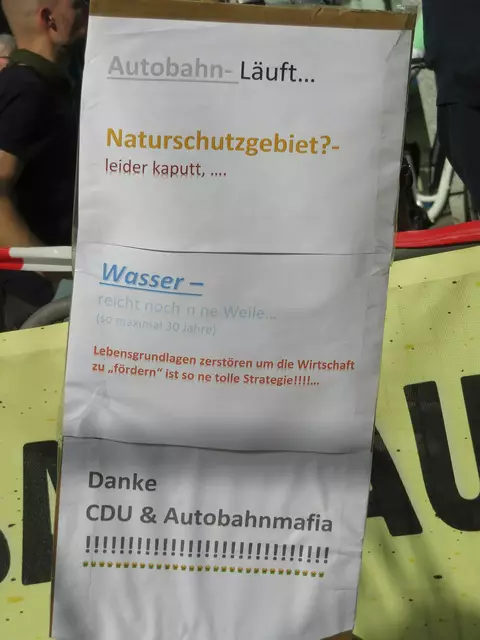 Autobahn- Läuft...
Naturschutzgebiet?-
leider kaputt, ....
Wasser –
reicht noch n ne Weile...
(so maximal 30 Jahre)
Lebensgrundlagen zerstören um die Wirtschaft
zu „fördern“ ist so ne tolle Strategie!!!!...
Danke
CDU & Autobahnmafia
!!!!!!!!!!!!!!!!!!!!!!!!!!!!!
AU